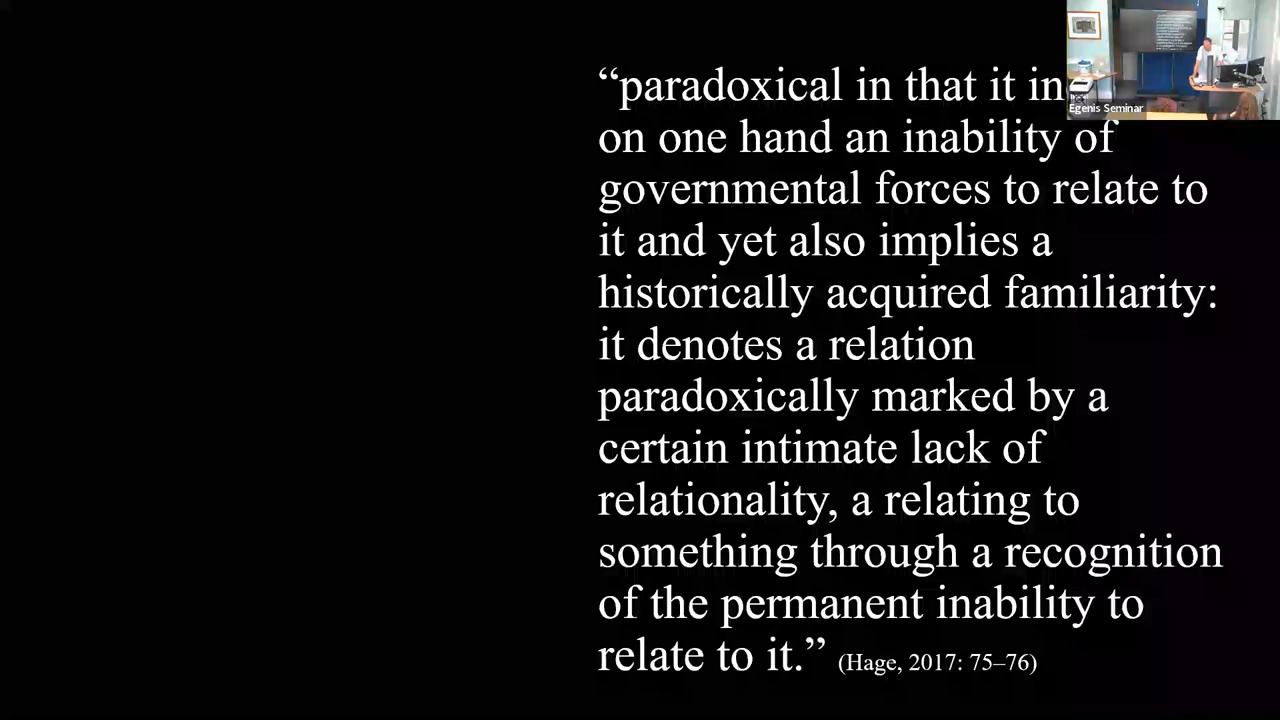 “paradoxical in that it in
on one hand an inability of
governmental forces to relate to
it and yet also implies a
historically acquired familiarity:
it denotes a relation
paradoxically marked by a
certain intimate lack of
relationality, a relating to
something through a recognition
of the permanent inability to
relate to it.” (Hage, 2017: 75–76)
Egenis Seminar